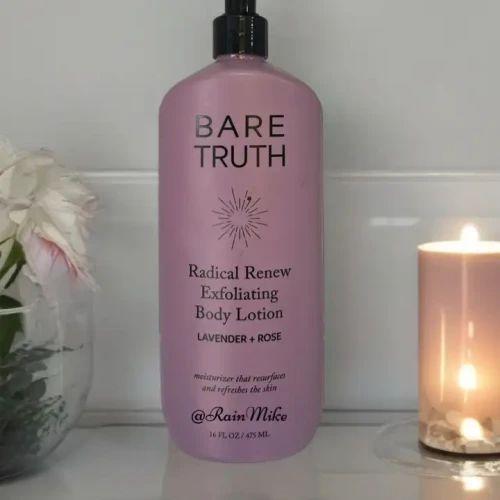 BARE
TRUTH
Radical Renew
Exfoliating
Body Lotion
LAVENDER + ROSE
moisturizer that resurfaces
and refreshes the skin
@RainMike
16 FL OZ / 475 ML